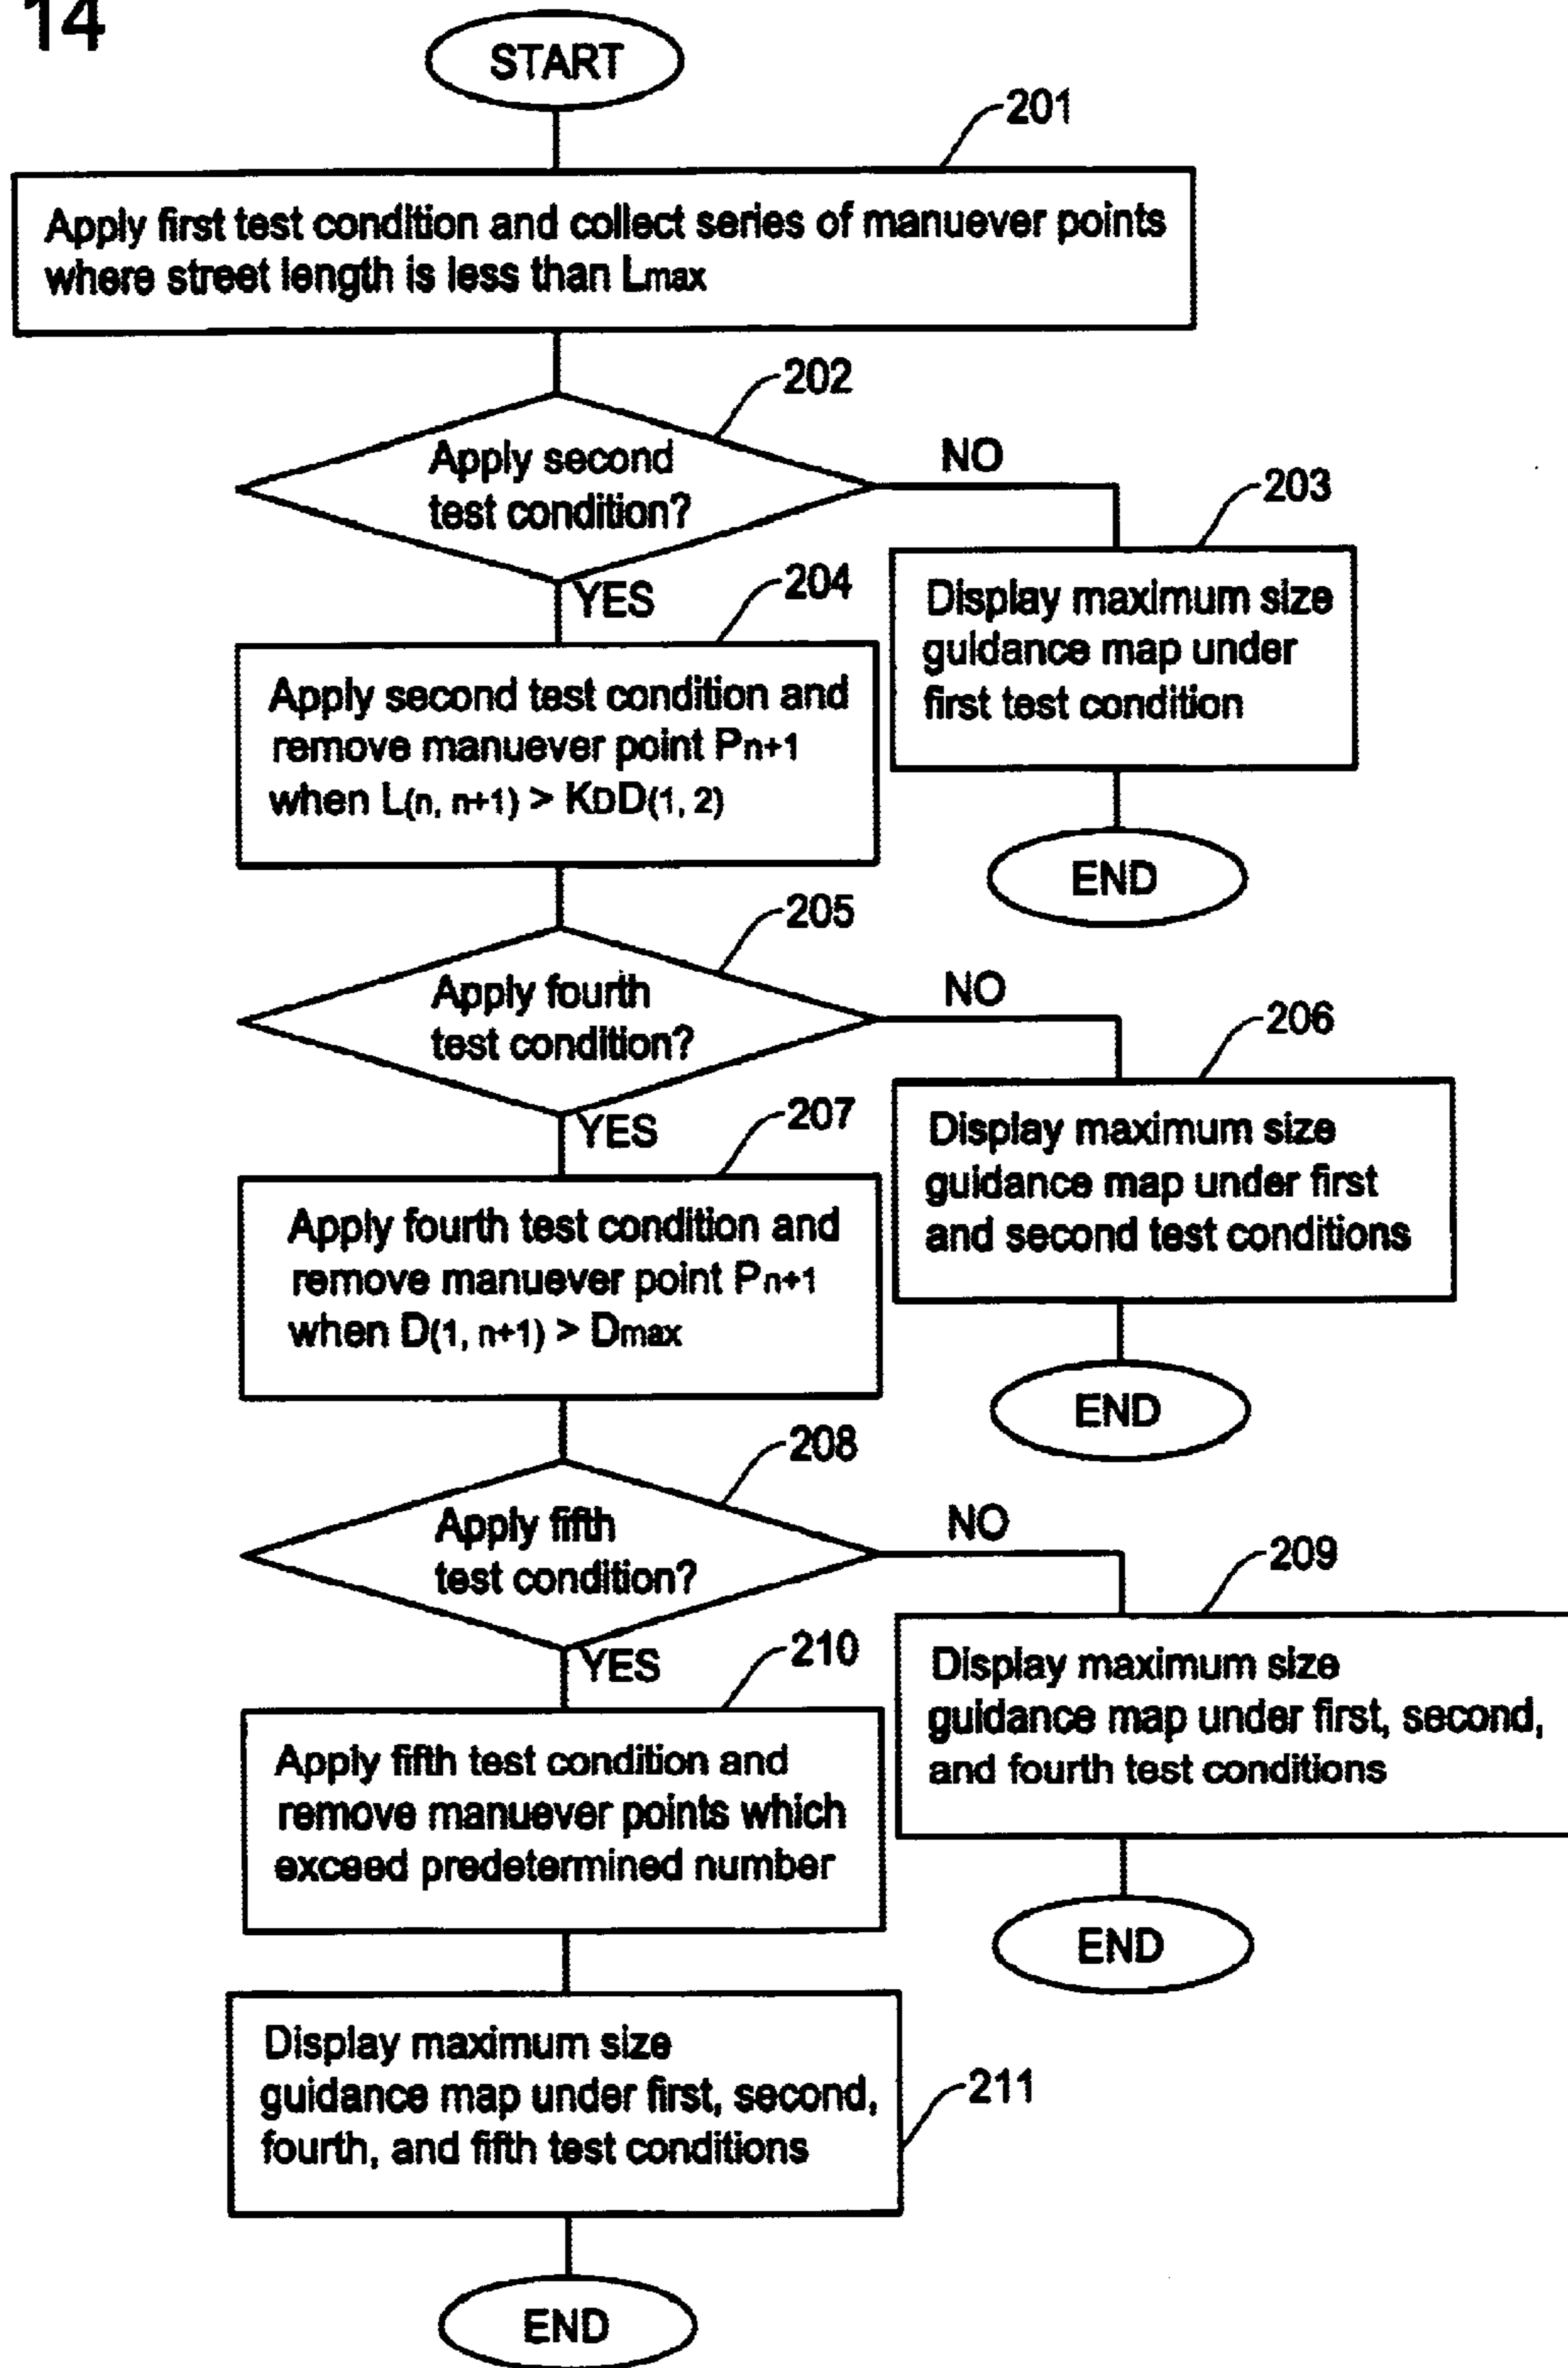 14
START
201
Apply first test condition and collect series of manuever points
where street length is less than Lmax
202
Apply second
test condition?
NO
203
Display maximum size
guidance map under
first test condition
END
YES
204
Apply second test condition and
remove manuever point Pn+1
when L(n, n+1) > KDD(1, 2)
205
Apply fourth
test condition?
NO
206
Display maximum size
guidance map under first
and second test conditions
END
YES
207
Apply fourth test condition and
remove manuever point Pn+1
when D(1, n+1) > Dmax
208
Apply fifth
test condition?
NO
209
Display maximum size
guidance map under first, second,
and fourth test conditions
END
YES
210
Apply fifth test condition and
remove manuever points which
exceed predetermined number
211
Display maximum size
guidance map under first, second,
fourth, and fifth test conditions
END